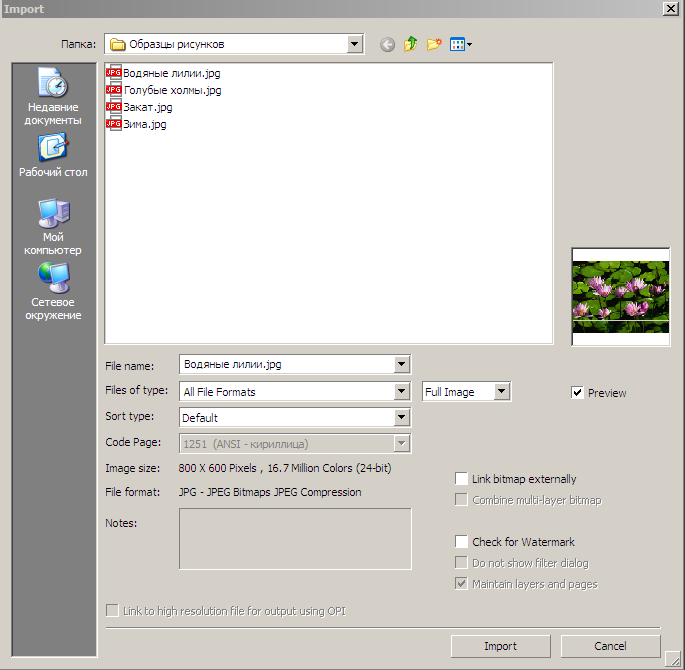 Import
Папка:
Образцы рисунков
Недавние
документы
Рабочий стол
Мой
компьютер
Сетевое
окружение
JPG Водяные лилии.jpg
JPG Голубые холмы.jpg
JPG Закат.jpg
JPG Зима.jpg
File name: Водяные лилии.jpg
Files of type: All File Formats Full Image
Preview
Sort type: Default
Code Page: 1251 (ANSI - кириллица)
Image size: 800 X 600 Pixels , 16.7 Million Colors (24-bit)
File format: JPG - JPEG Bitmaps JPEG Compression
Notes:
Link bitmap externally
Combine multi-layer bitmap
Check for Watermark
Do not show filter dialog
Maintain layers and pages
Link to high resolution file for output using OPI
Import
Cancel